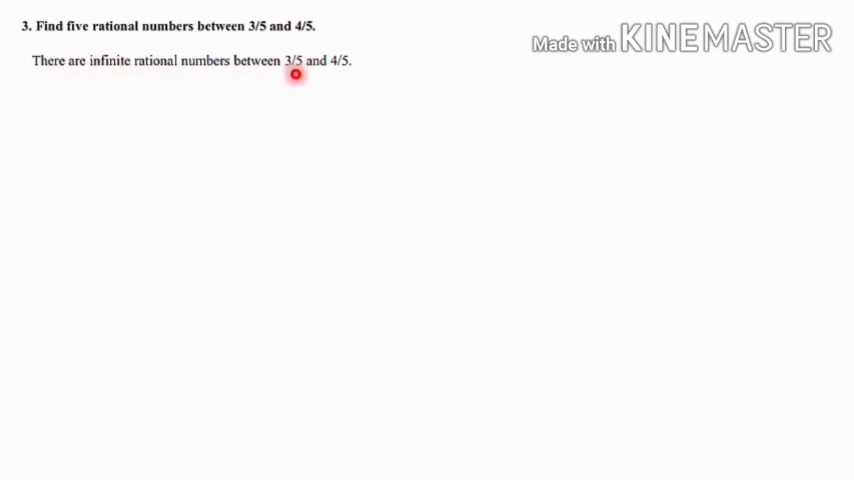 3. Find five rational numbers between 3/5 and 4/5.
Made with KINEMASTER
There are infinite rational numbers between 3/5 and 4/5.